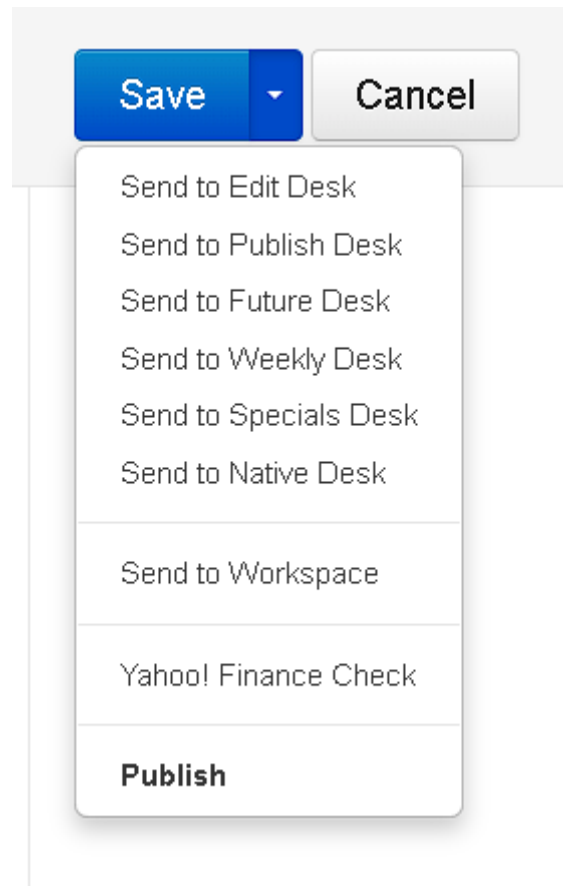 Save Cancel
Send to Edit Desk
Send to Publish Desk
Send to Future Desk
Send to Weekly Desk
Send to Specials Desk
Send to Native Desk
Send to Workspace
Yahoo! Finance Check
Publish